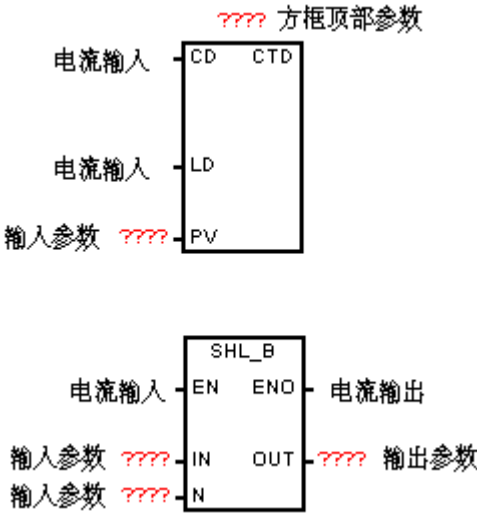 ???? 方框顶部参数
电流输入 CD CTD
电流输入 LD
输入参数 ???? PV
SHL_B
电流输入 EN ENO 电流输出
输入参数 ???? IN OUT ???? 输出参数
输入参数 ???? N